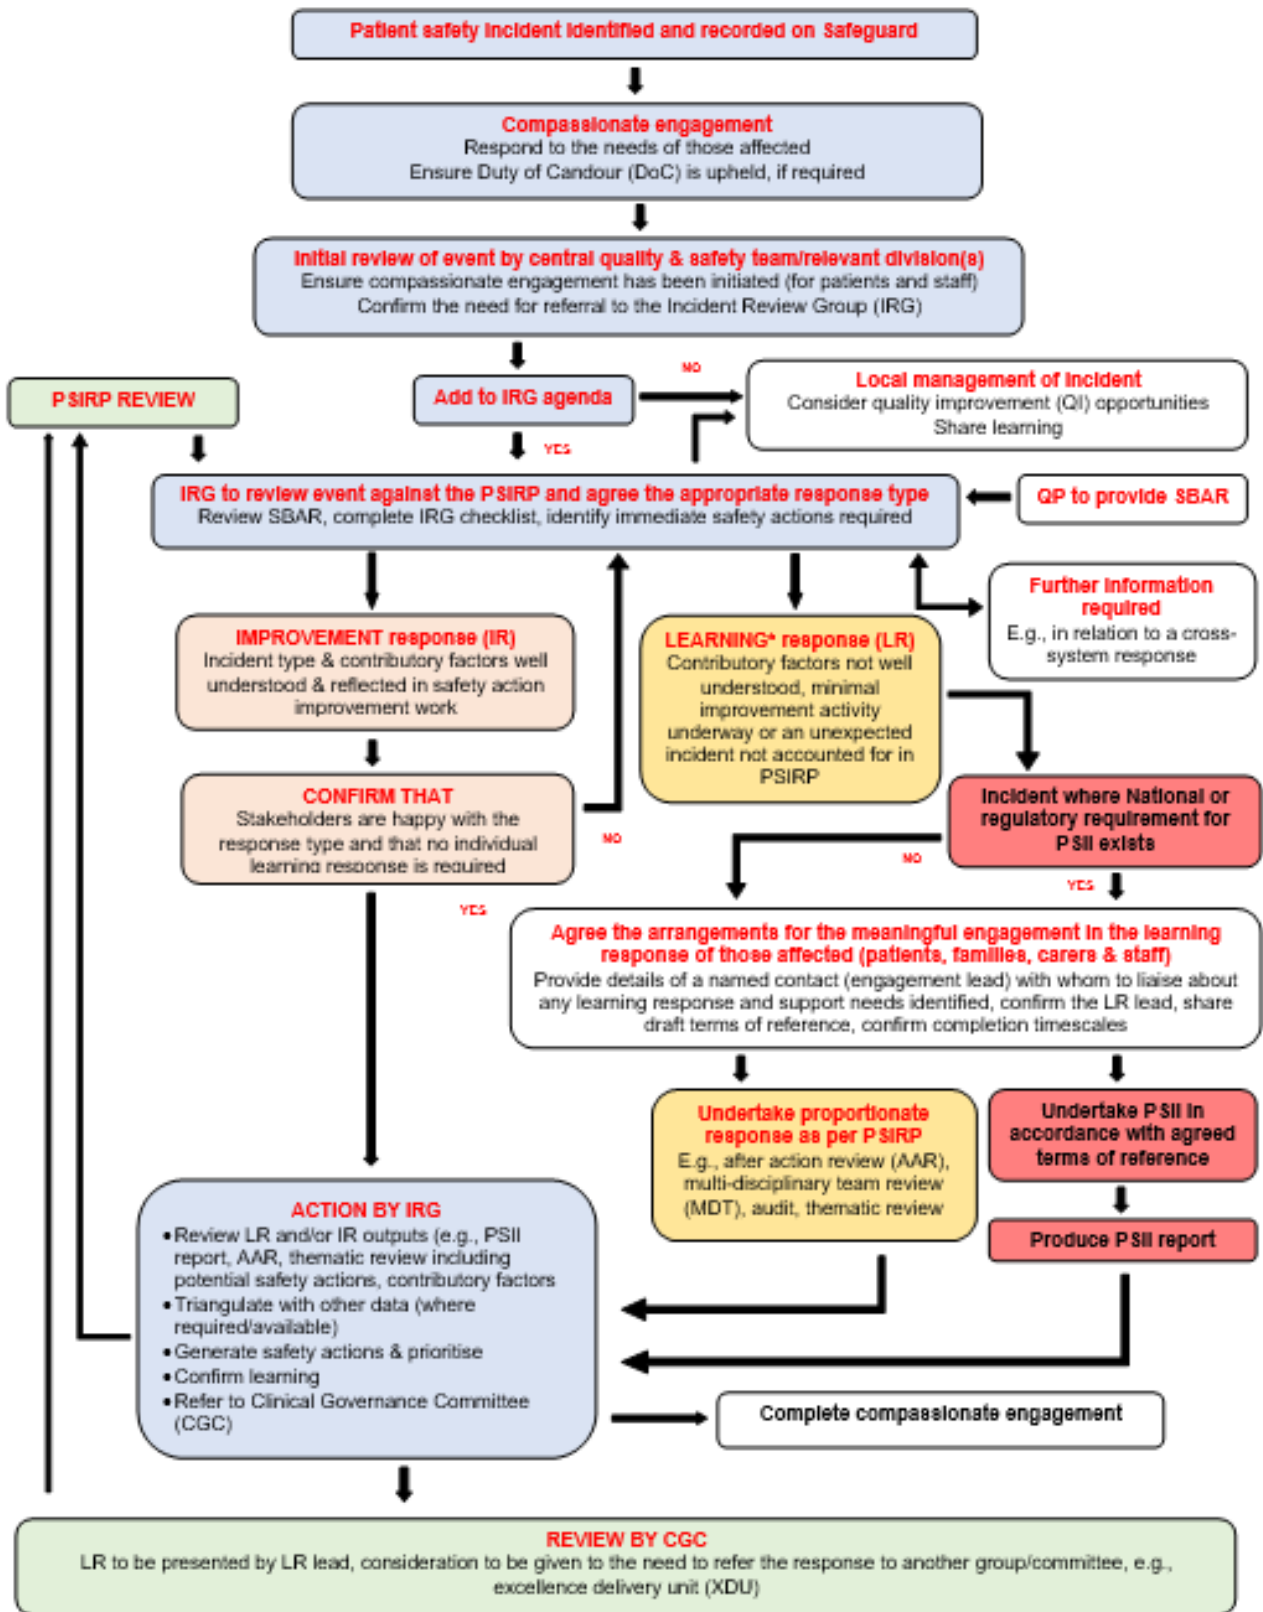 Patient safety incident identified and recorded on Safeguard
Compassionate engagement
Respond to the needs of those affected
Ensure Duty of Candour (DoC) is upheld, if required
Initial review of event by central quality & safety team/relevant division(s)
Ensure compassionate engagement has been initiated (for patients and staff)
Confirm the need for referral to the Incident Review Group (IRG)
PSIRP REVIEW
Add to IRG agenda
NO
Local management of incident
Consider quality improvement (QI) opportunities
Share learning
YES
IRG to review event against the PSIRP and agree the appropriate response type
Review SBAR, complete IRG checklist, identify immediate safety actions required
QP to provide SBAR
Further information
required
E.g., in relation to a cross-
system response
IMPROVEMENT response (IR)
Incident type & contributory factors well
understood & reflected in safety action
improvement work
LEARNING* response (LR)
Contributory factors not well
understood, minimal
improvement activity
underway or an unexpected
incident not accounted for in
PSIRP
CONFIRM THAT
Stakeholders are happy with the
response type and that no individual
learning response is required
NO
YES
Incident where National or
regulatory requirement for
PSII exists
NO
YES
Agree the arrangements for the meaningful engagement in the learning
response of those affected (patients, families, carers & staff)
Provide details of a named contact (engagement lead) with whom to liaise about
any learning response and support needs identified, confirm the LR lead, share
draft terms of reference, confirm completion timescales
Undertake proportionate
response as per PSIRP
E.g., after action review (AAR),
multi-disciplinary team review
(MDT), audit, thematic review
Undertake PSII in
accordance with agreed
terms of reference
Produce PSII report
ACTION BY IRG
• Review LR and/or IR outputs (e.g., PSII
report, AAR, thematic review including
potential safety actions, contributory factors
• Triangulate with other data (where
required/available)
• Generate safety actions & prioritise
• Confirm learning
• Refer to Clinical Governance Committee
(CGC)
Complete compassionate engagement
REVIEW BY CGC
LR to be presented by LR lead, consideration to be given to the need to refer the response to another group/committee, e.g.,
excellence delivery unit (XDU)